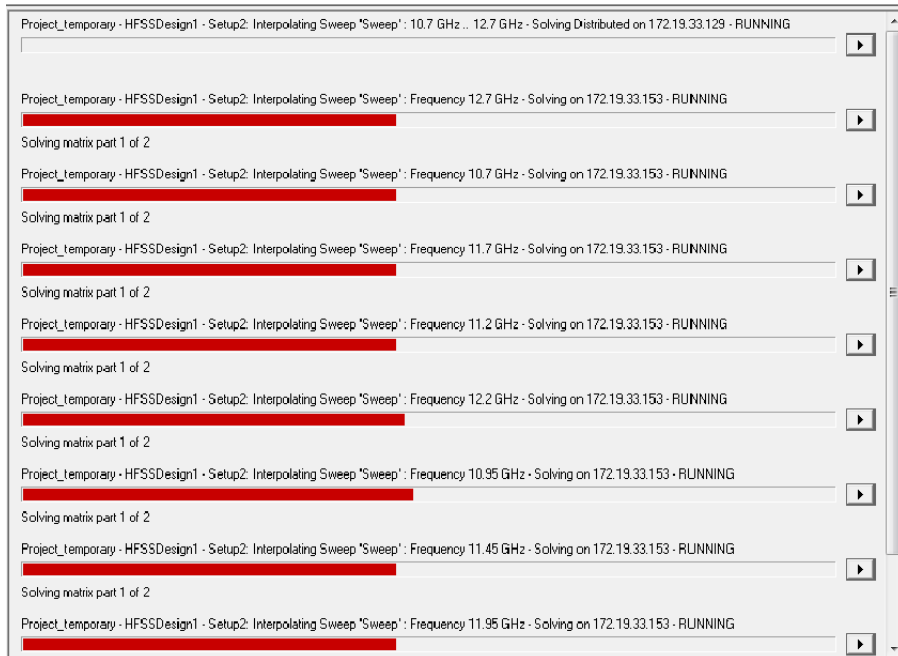 Project_temporary - HFSSDesign1 - Setup2: Interpolating Sweep "Sweep" : 10.7 GHz .. 12.7 GHz - Solving Distributed on 172.19.33.129 - RUNNING
Project_temporary - HFSSDesign1 - Setup2: Interpolating Sweep "Sweep" : Frequency 12.7 GHz - Solving on 172.19.33.153 - RUNNING
Solving matrix part 1 of 2
Project_temporary - HFSSDesign1 - Setup2: Interpolating Sweep "Sweep" : Frequency 10.7 GHz - Solving on 172.19.33.153 - RUNNING
Solving matrix part 1 of 2
Project_temporary - HFSSDesign1 - Setup2: Interpolating Sweep "Sweep" : Frequency 11.7 GHz - Solving on 172.19.33.153 - RUNNING
Solving matrix part 1 of 2
Project_temporary - HFSSDesign1 - Setup2: Interpolating Sweep "Sweep" : Frequency 11.2 GHz - Solving on 172.19.33.153 - RUNNING
Solving matrix part 1 of 2
Project_temporary - HFSSDesign1 - Setup2: Interpolating Sweep "Sweep" : Frequency 12.2 GHz - Solving on 172.19.33.153 - RUNNING
Solving matrix part 1 of 2
Project_temporary - HFSSDesign1 - Setup2: Interpolating Sweep "Sweep" : Frequency 10.95 GHz - Solving on 172.19.33.153 - RUNNING
Solving matrix part 1 of 2
Project_temporary - HFSSDesign1 - Setup2: Interpolating Sweep "Sweep" : Frequency 11.45 GHz - Solving on 172.19.33.153 - RUNNING
Solving matrix part 1 of 2
Project_temporary - HFSSDesign1 - Setup2: Interpolating Sweep "Sweep" : Frequency 11.95 GHz - Solving on 172.19.33.153 - RUNNING